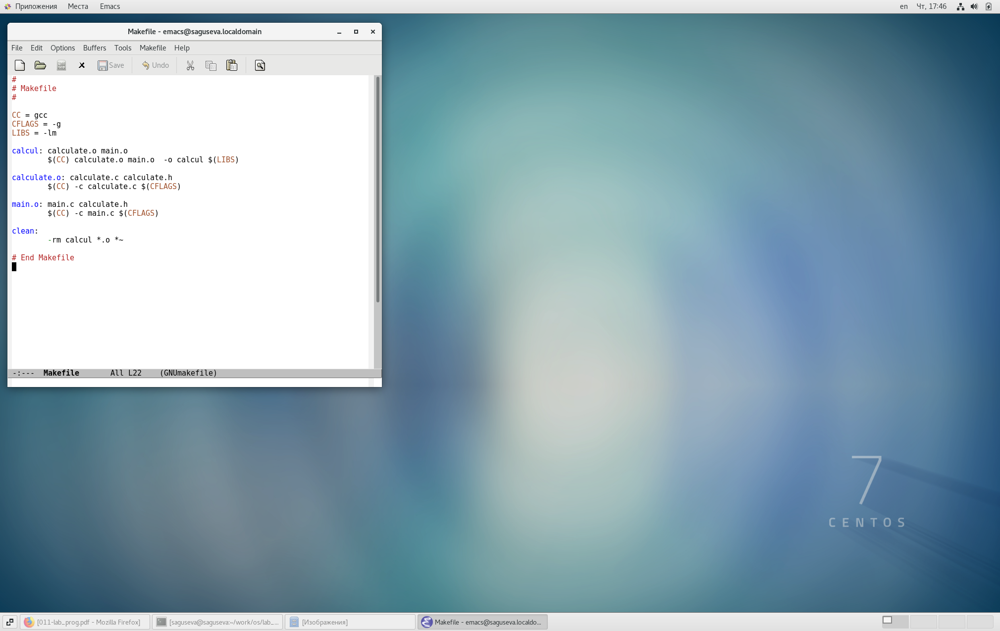 Приложения Места Emacs en Чт, 17:46
Makefile - emacs@saguseva.localdomain
File Edit Options Buffers Tools Makefile Help
Save Undo
#
# Makefile
#
CC = gcc
CFLAGS = -g
LIBS = -lm
calcul: calculate.o main.o
$(CC) calculate.o main.o  -o calcul $(LIBS)
calculate.o: calculate.c calculate.h
$(CC) -c calculate.c $(CFLAGS)
main.o: main.c calculate.h
$(CC) -c main.c $(CFLAGS)
clean:
-rm calcul *.o *~
# End Makefile
-:--- Makefile All L22 (GNUmakefile)
7
CENTOS
[011-lab_prog.pdf - Mozilla Firefox] [saguseva@saguseva:~/work/os/lab_... [Изображения] Makefile - emacs@saguseva.localdo...